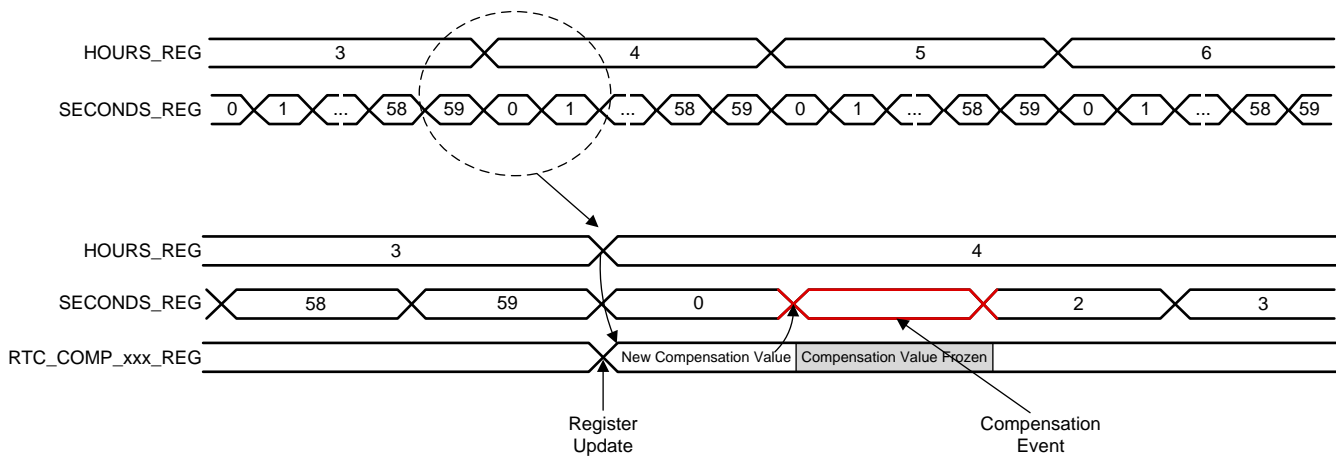 HOURS_REG 3 4 5 6
SECONDS_REG 0 1 ... 58 59 0 1 ... 58 59 0 1 ... 58 59 0 1 ... 58 59
HOURS_REG 3 4
SECONDS_REG 58 59 0 2 3
RTC_COMP_xxx_REG New Compensation Value Compensation Value Frozen
Register
Update
Compensation
Event